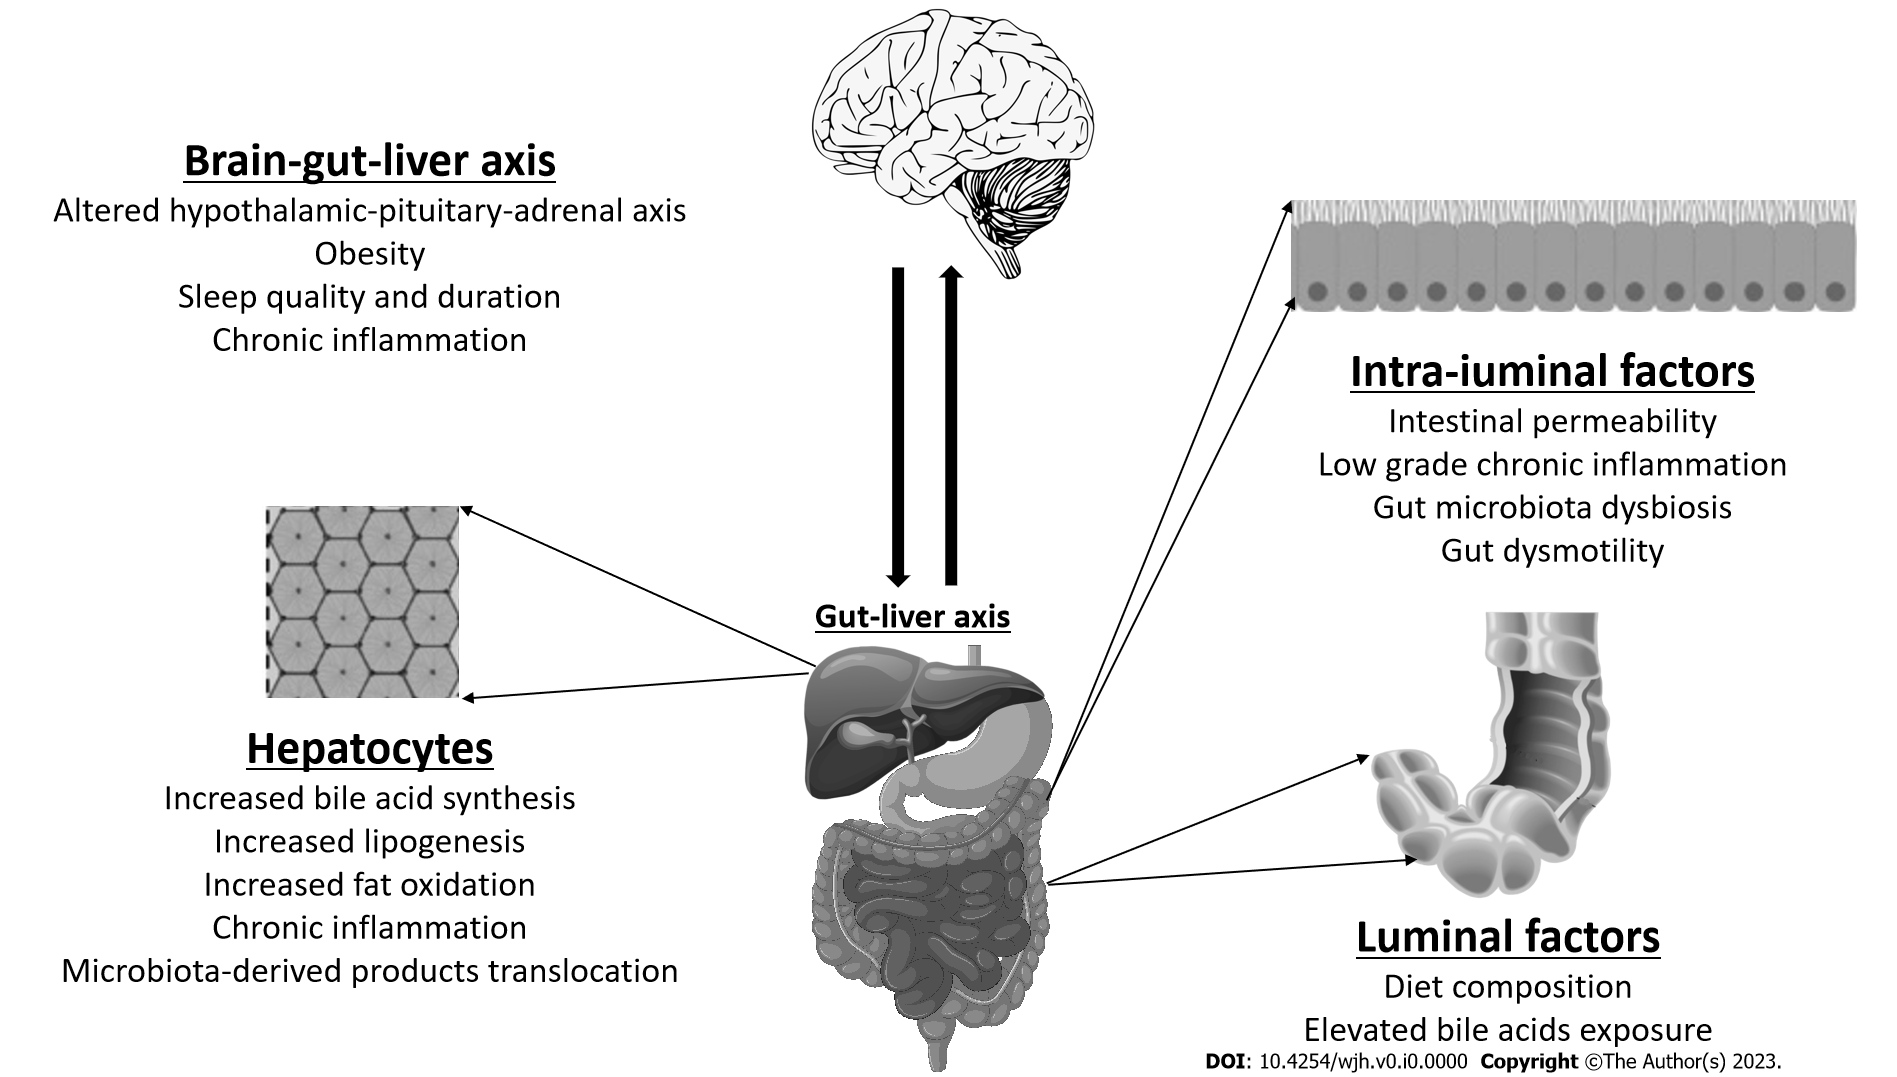 Brain-gut-liver axis
Altered hypothalamic-pituitary-adrenal axis
Obesity
Sleep quality and duration
Chronic inflammation
Intra-iuminal factors
Intestinal permeability
Low grade chronic inflammation
Gut microbiota dysbiosis
Gut dysmotility
Gut-liver axis
Hepatocytes
Increased bile acid synthesis
Increased lipogenesis
Increased fat oxidation
Chronic inflammation
Microbiota-derived products translocation
Luminal factors
Diet composition
Elevated bile acids exposure
DOI: 10.4254/wjh.v0.i0.0000 Copyright ©The Author(s) 2023.